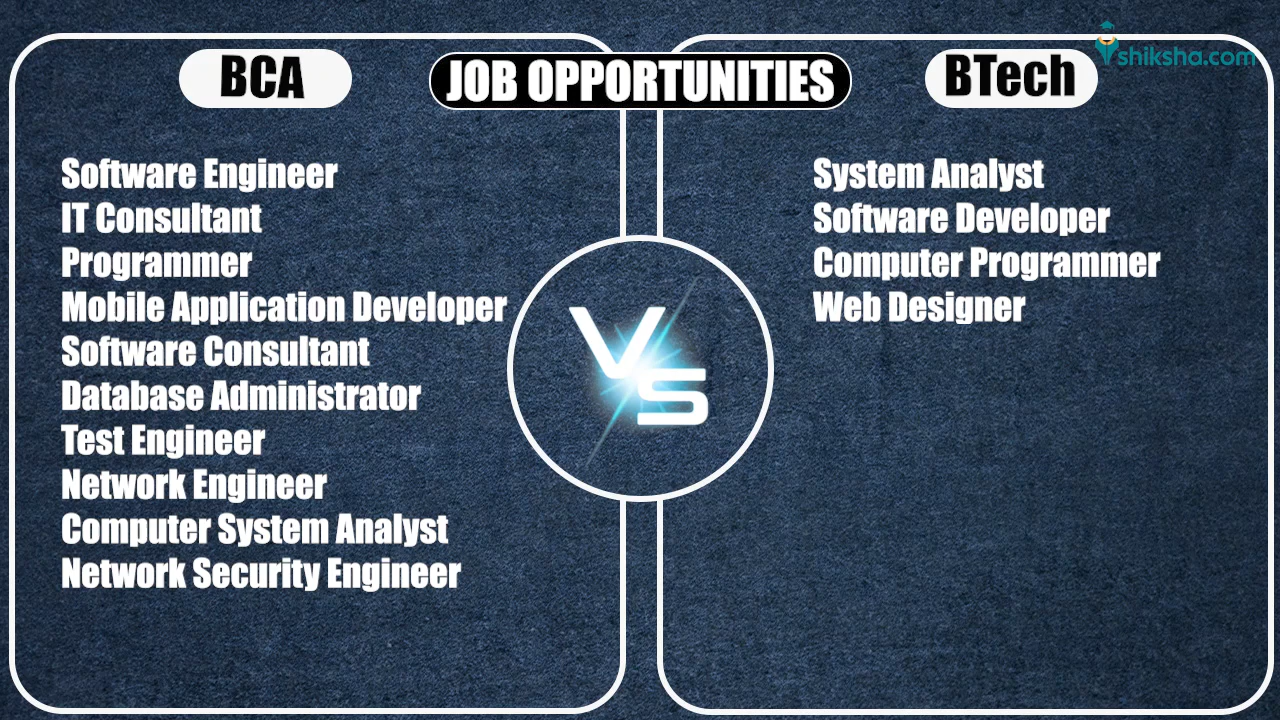 BCA
JOB OPPORTUNITIES
BTech
shiksha.com
Software Engineer
IT Consultant
Programmer
Mobile Application Developer
Software Consultant
Database Administrator
Test Engineer
Network Engineer
Computer System Analyst
Network Security Engineer
VS
System Analyst
Software Developer
Computer Programmer
Web Designer